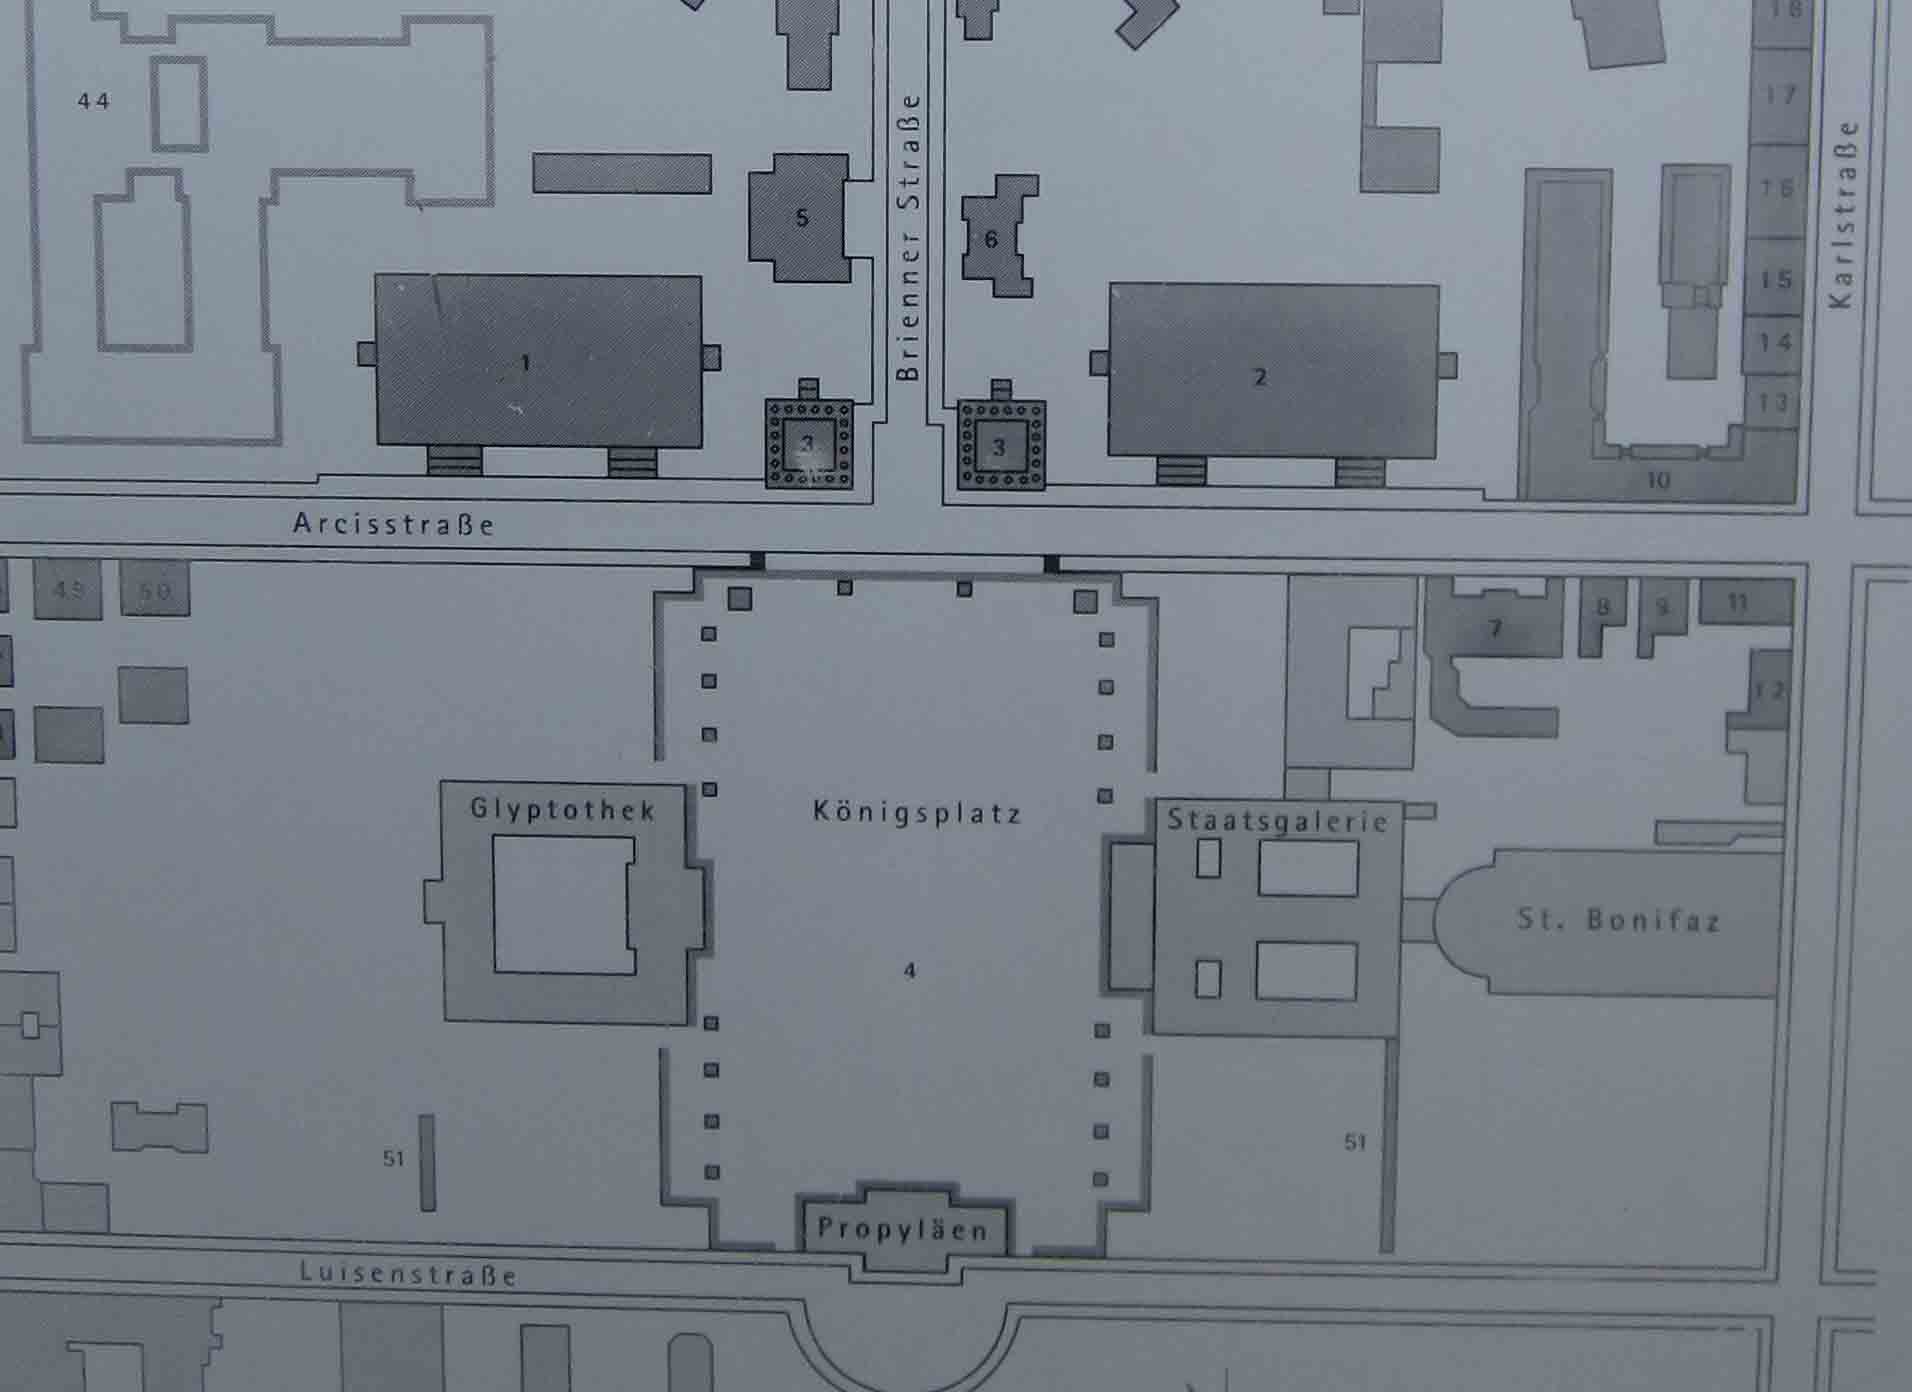 18
17
44
16
Karlstraße
Brienner Straße
5
6
15
14
1
2
13
3
3
10
Arcisstraße
49
50
8
9
11
7
12
Glyptothek
Königsplatz
Staatsgalerie
St. Bonifaz
4
51
51
Propyläen
Luisenstraße